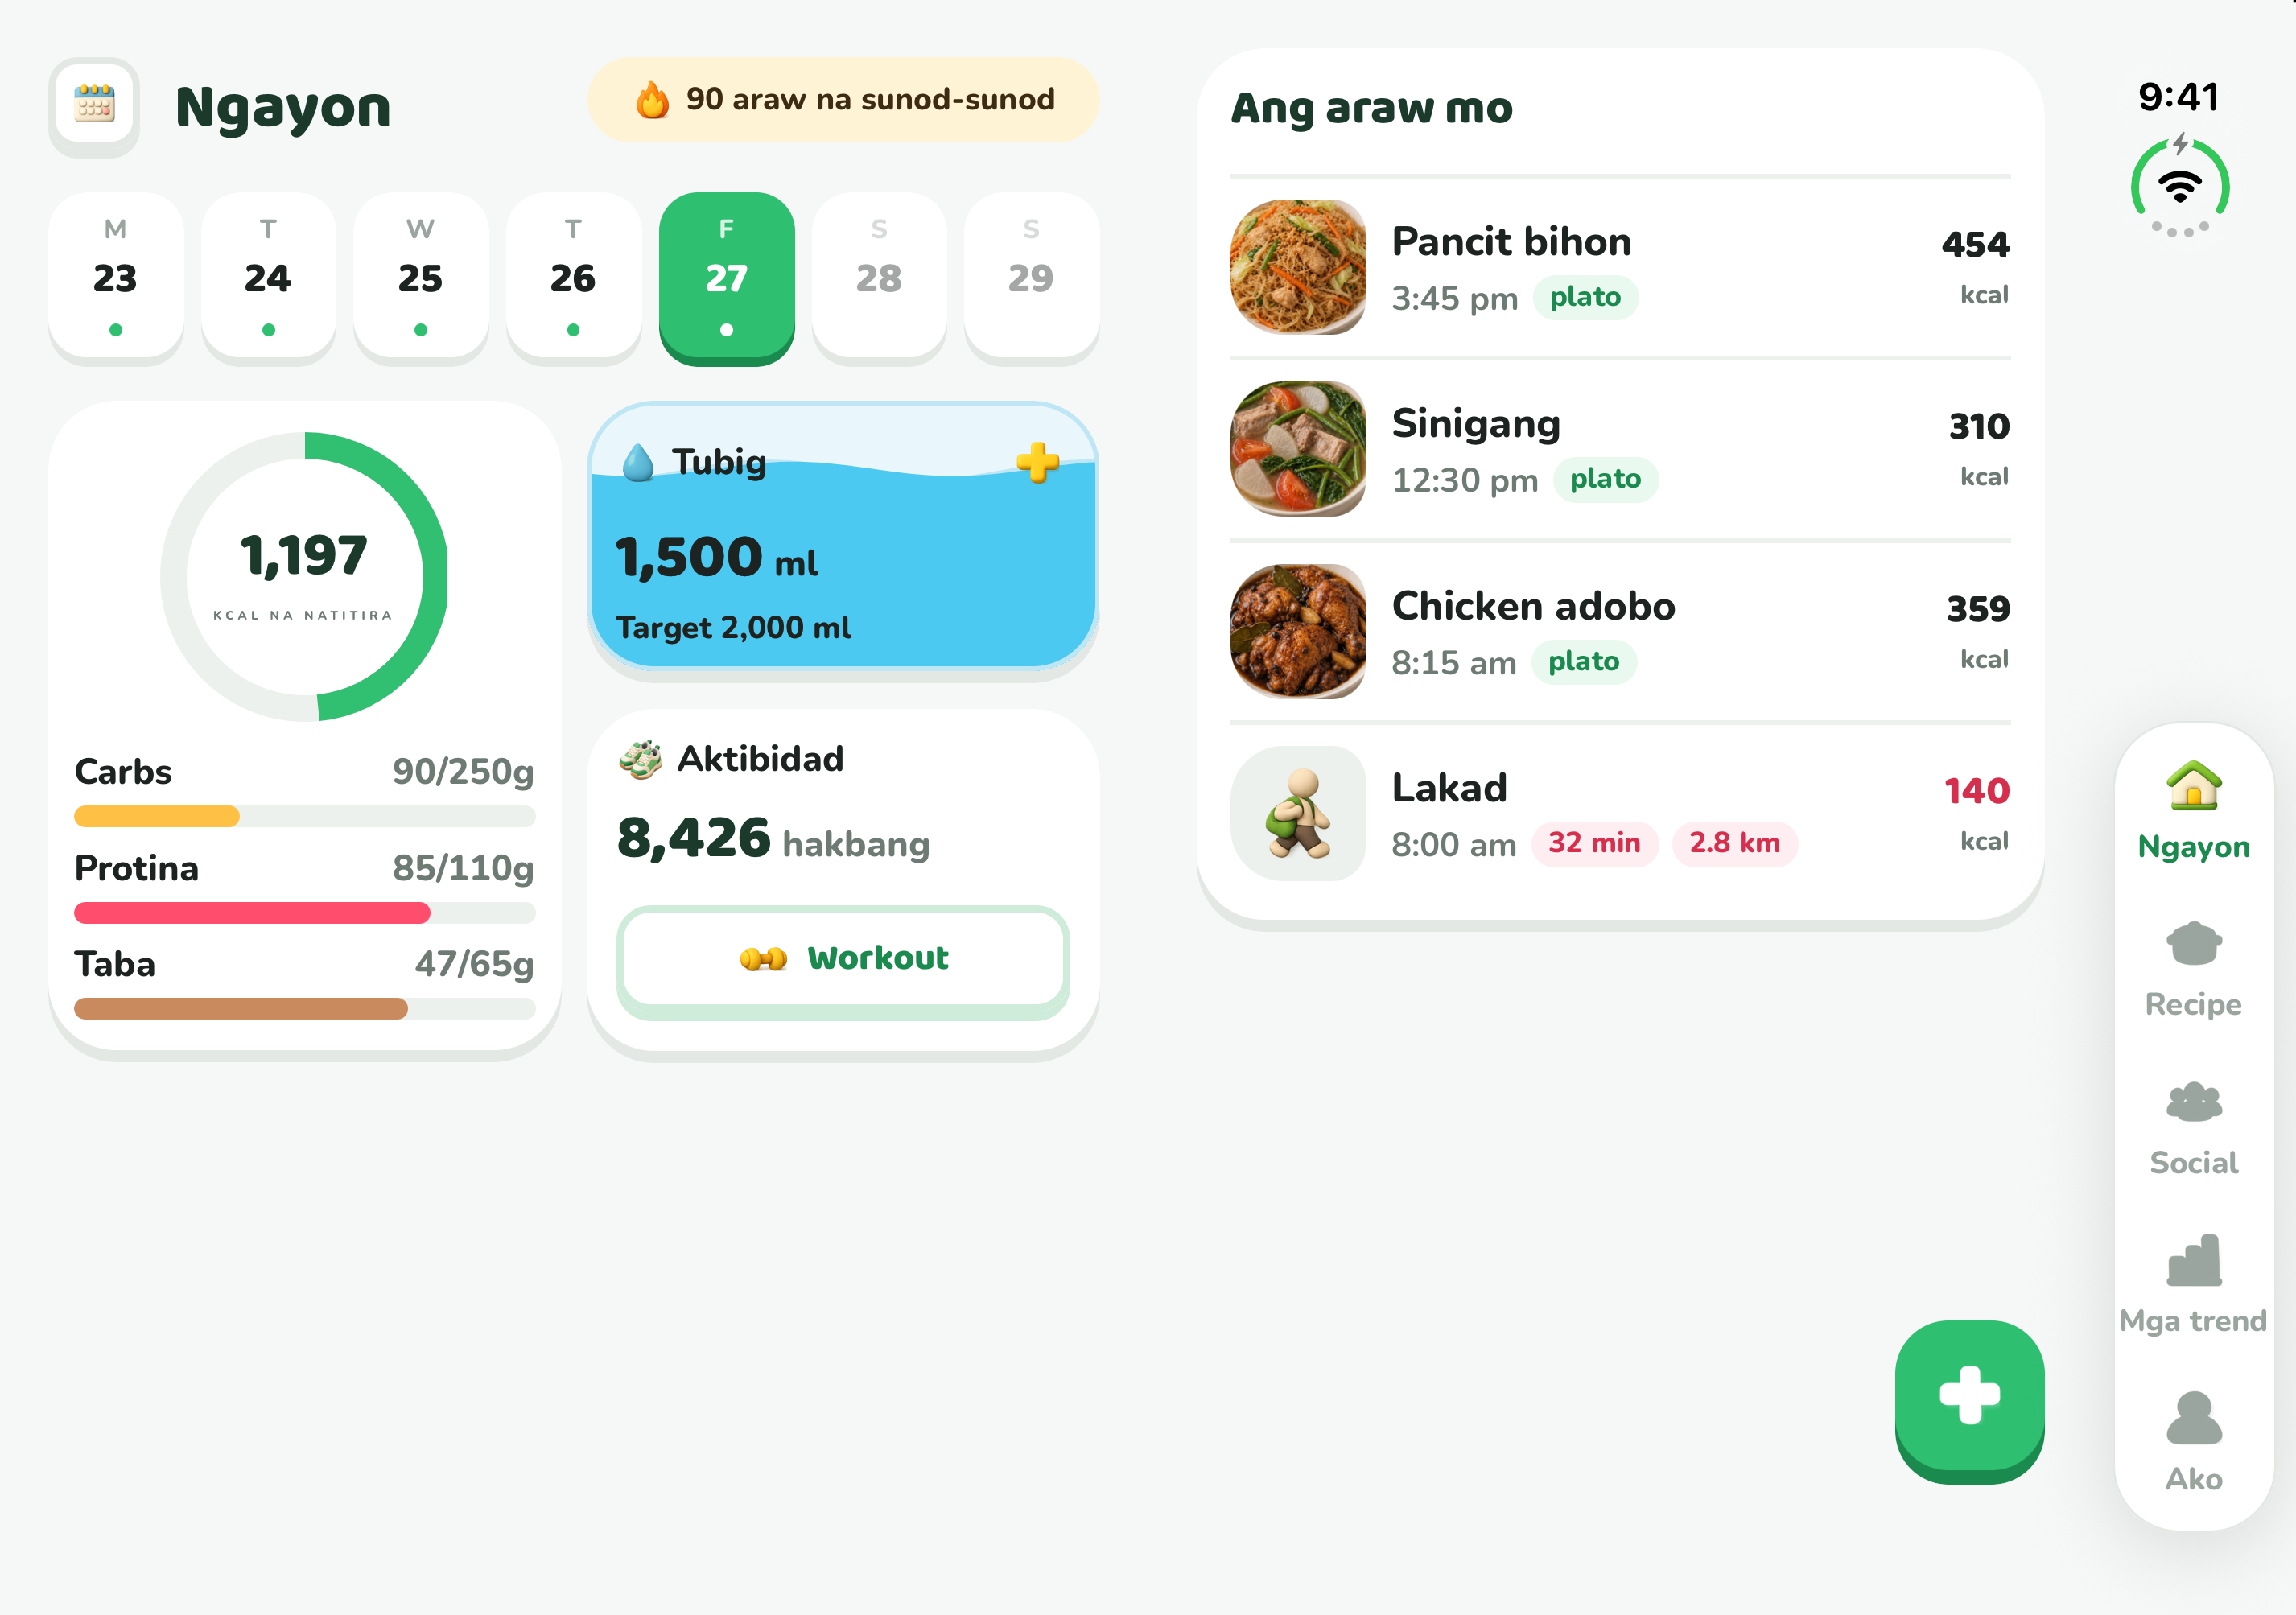 Ngayon
90 araw na sunod-sunod
M
23
T
24
W
25
T
26
F
27
S
28
S
29
1,197
KCAL NA NATITIRA
Carbs
90/250g
Protina
85/110g
Taba
47/65g
Tubig
1,500 ml
Target 2,000 ml
Aktibidad
8,426 hakbang
Workout
Ang araw mo
Pancit bihon
3:45 pm plato
454
kcal
Sinigang
12:30 pm plato
310
kcal
Chicken adobo
8:15 am plato
359
kcal
Lakad
8:00 am 32 min 2.8 km
140
kcal
9:41
Ngayon
Recipe
Social
Mga trend
Ako